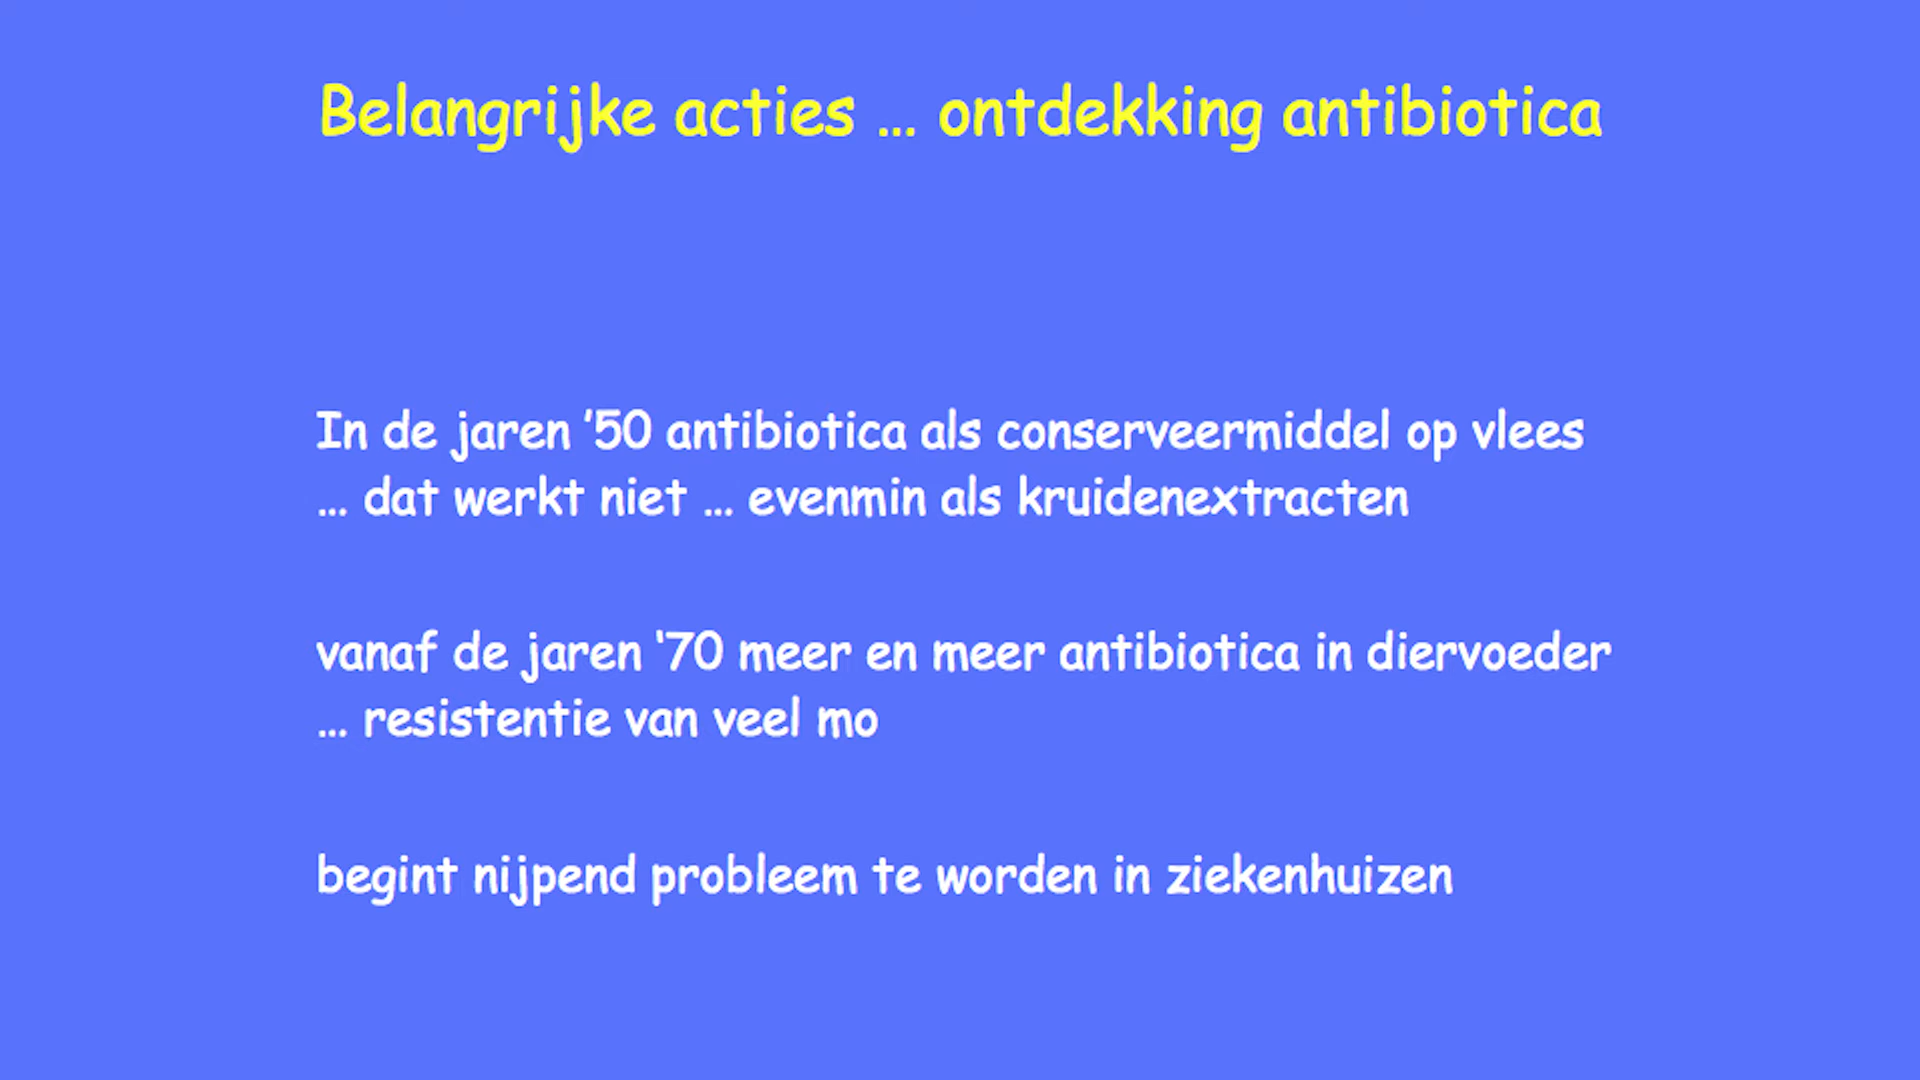 Belangrijke acties ... ontdekking antibiotica
In de jaren '50 antibiotica als conserveermiddel op vlees
... dat werkt niet ... evenmin als kruidenextracten
vanaf de jaren '70 meer en meer antibiotica in diervoeder
... resistentie van veel mo
begint nijpend probleem te worden in ziekenhuizen